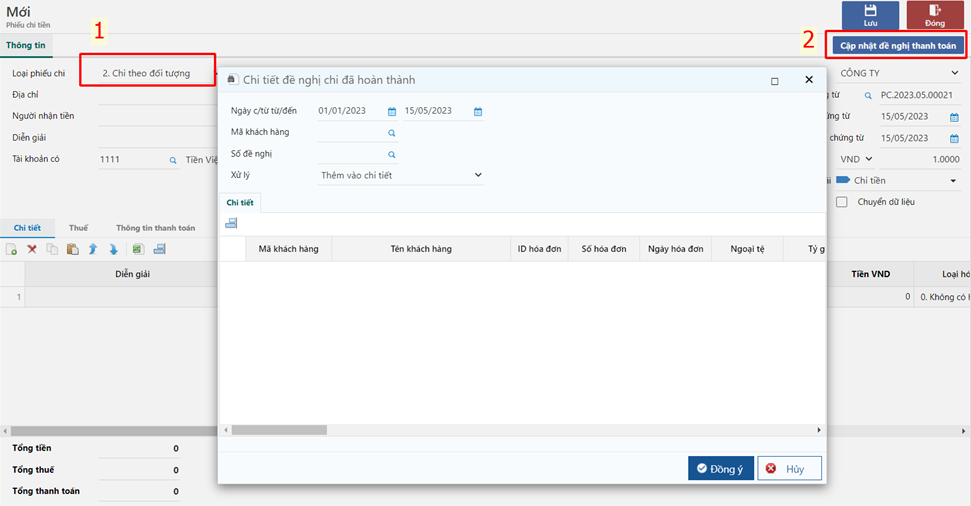 Mới
Phiếu chi tiền
Lưu
Đóng
1
2
Thông tin
Cập nhật đề nghị thanh toán
Loại phiếu chi
2. Chi theo đối tượng
CÔNG TY
Địa chỉ
từ
PC.2023.05.00021
Người nhận tiền
ứng từ
15/05/2023
Diễn giải
chứng từ
15/05/2023
Tài khoản có
1111
Tiền Việ
VND
1.0000
Chi tiền
Chuyển dữ liệu
Chi tiết đề nghị chi đã hoàn thành
Ngày c/từ từ/đến
01/01/2023
15/05/2023
Mã khách hàng
Số đề nghị
Xử lý
Thêm vào chi tiết
Chi tiết
Mã khách hàng
Tên khách hàng
ID hóa đơn
Số hóa đơn
Ngày hóa đơn
Ngoại tệ
Tỷ g
Đồng ý
Hủy
Chi tiết
Thuế
Thông tin thanh toán
Diễn giải
Tiền VND
Loại hó
1
0
0. Không có H
Tổng tiền
0
Tổng thuế
0
Tổng thanh toán
0